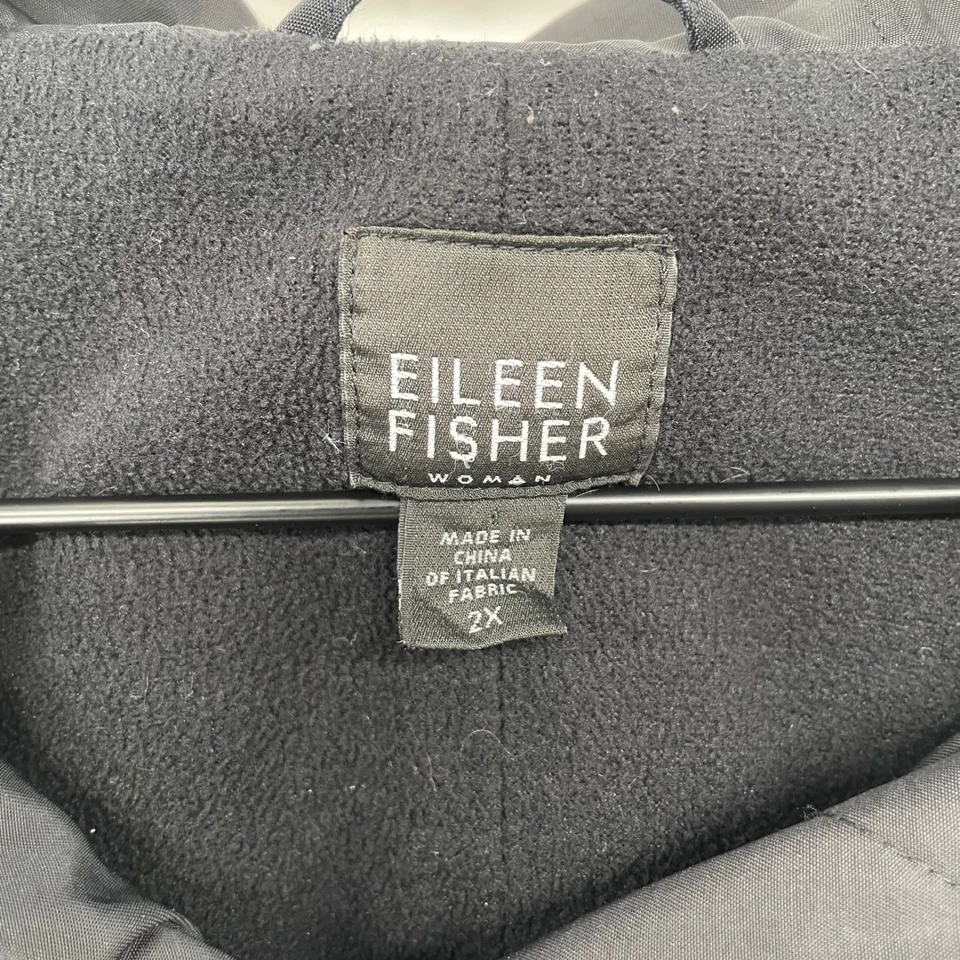 EILEEN
FISHER
WOMAN
MADE IN
CHINA
OF ITALIAN
FABRIC
2X